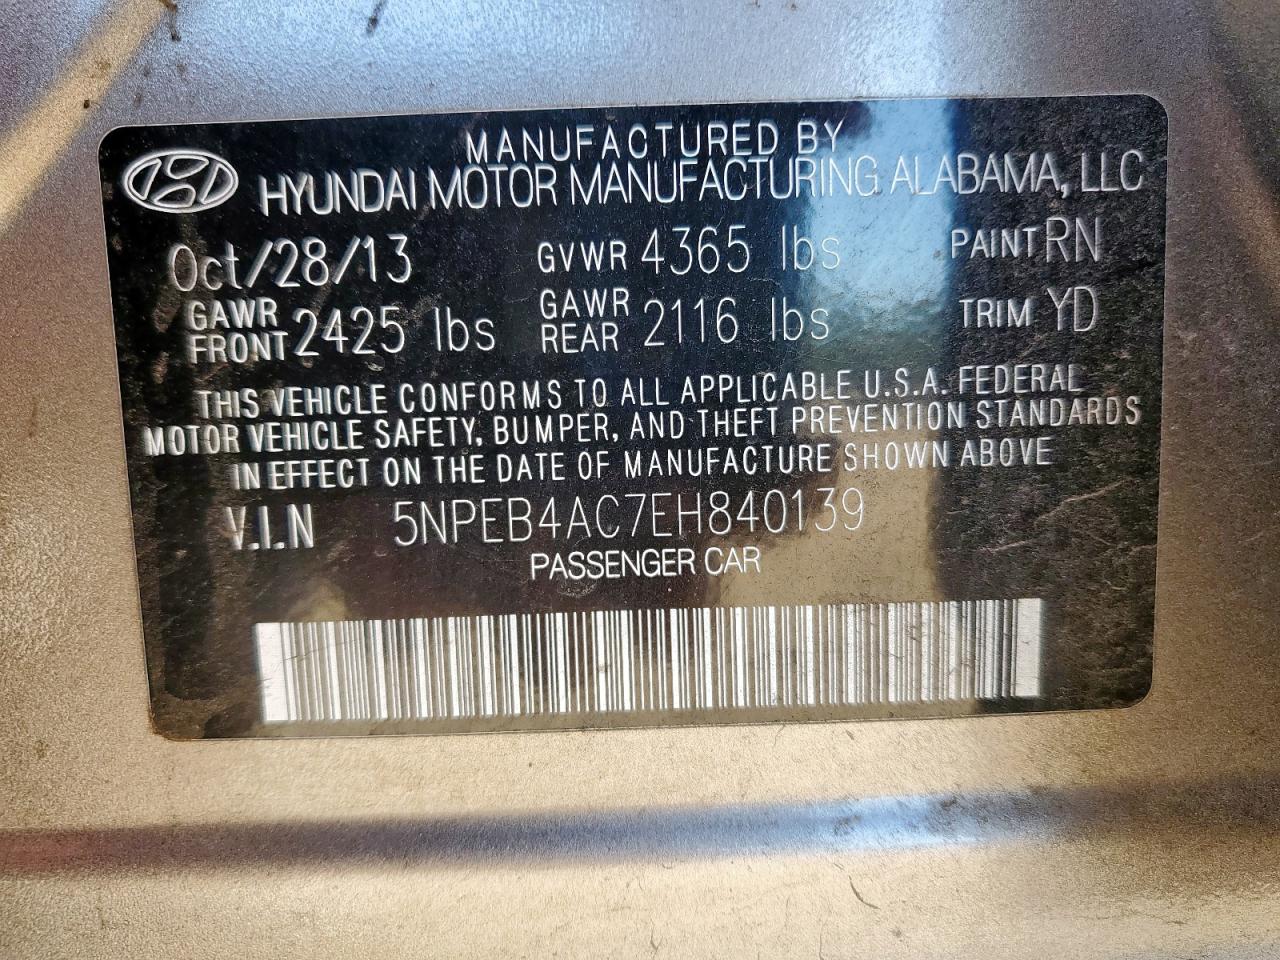 MANUFACTURED BY
HYUNDAI MOTOR MANUFACTURING ALABAMA, LLC
Oct/28/13 GVWR 4365 lbs PAINT RN
GAWR FRONT 2425 lbs GAWR REAR 2116 lbs TRIM YD
THIS VEHICLE CONFORMS TO ALL APPLICABLE U.S.A. FEDERAL
MOTOR VEHICLE SAFETY, BUMPER, AND THEFT PREVENTION STANDARDS
IN EFFECT ON THE DATE OF MANUFACTURE SHOWN ABOVE
V.I.N 5NPEB4AC7EH840139
PASSENGER CAR